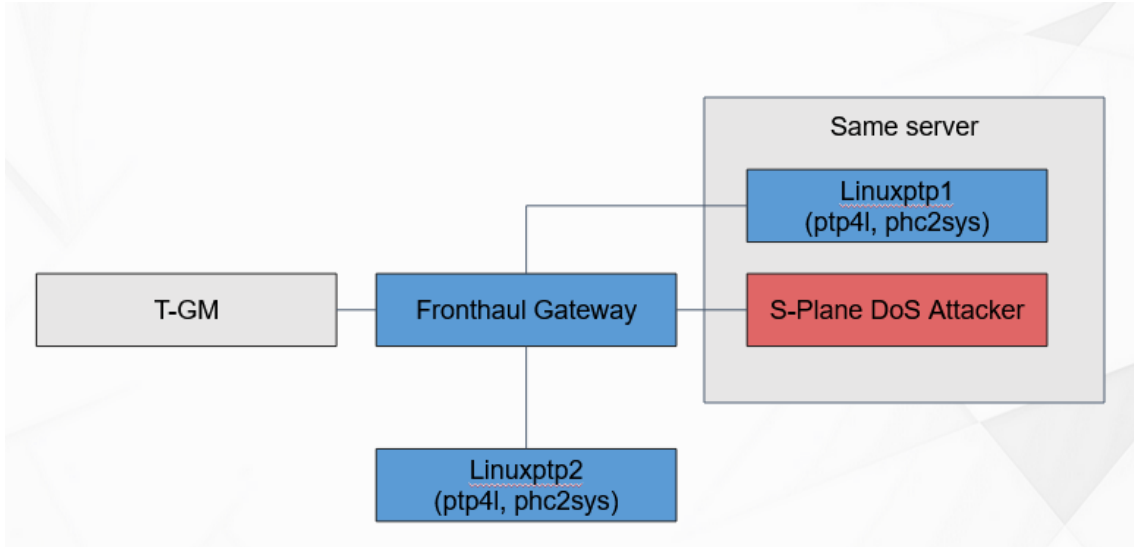 Same server
Linuxptp1
(ptp4l, phc2sys)
T-GM
Fronthaul Gateway
S-Plane DoS Attacker
Linuxptp2
(ptp4l, phc2sys)